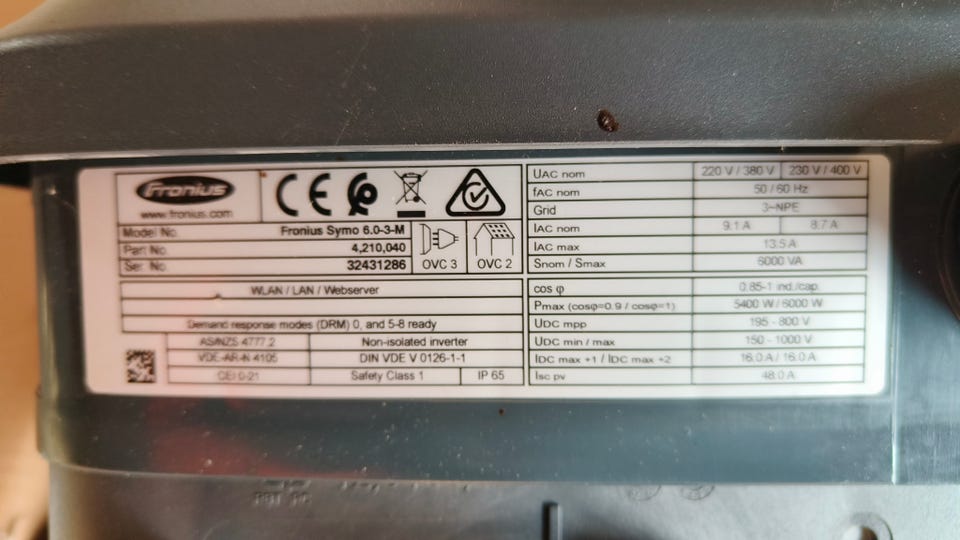 Fronius
www.fronius.com
CE
Model No. Fronius Symo 6.0-3-M
Part No. 4,210,040
Ser. No. 32431286
OVC 3 OVC 2
WLAN / LAN / Webserver
Demand response modes (DRM) 0, and 5-8 ready
AS/NZS 4777.2 Non-isolated inverter
VDE-AR-N 4105 DIN VDE V 0126-1-1
CEI 0-21 Safety Class 1 IP 65
UAC nom 220 V / 380 V 230 V / 400 V
fAC nom 50 / 60 Hz
Grid 3~NPE
IAC nom 9.1 A 8.7 A
IAC max 13.5 A
Snom / Smax 6000 VA
cos φ 0.85-1 ind./cap.
Pmax (cosφ=0.9 / cosφ=1) 5400 W / 6000 W
UDC mpp 195 - 800 V
UDC min / max 150 - 1000 V
IDC max +1 / IDC max +2 16.0 A / 16.0 A
Isc pv 48.0 A